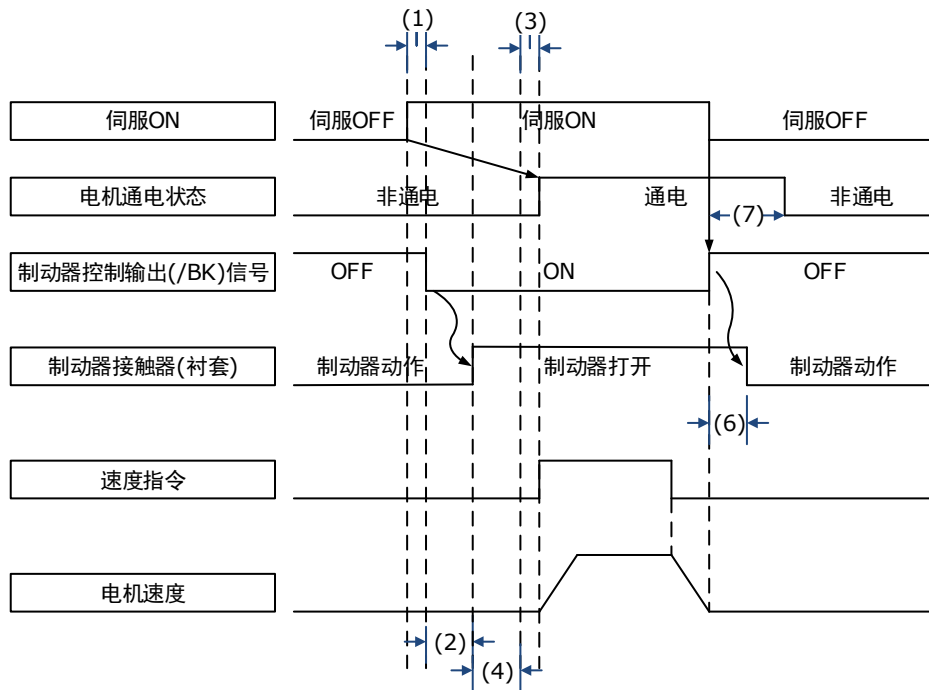 (1)
(3)
伺服ON
伺服OFF
伺服ON
伺服OFF
电机通电状态
非通电
通电
(7)
非通电
制动器控制输出(/BK)信号
OFF
ON
OFF
制动器接触器(衬套)
制动器动作
制动器打开
制动器动作
(6)
速度指令
电机速度
(2)
(4)